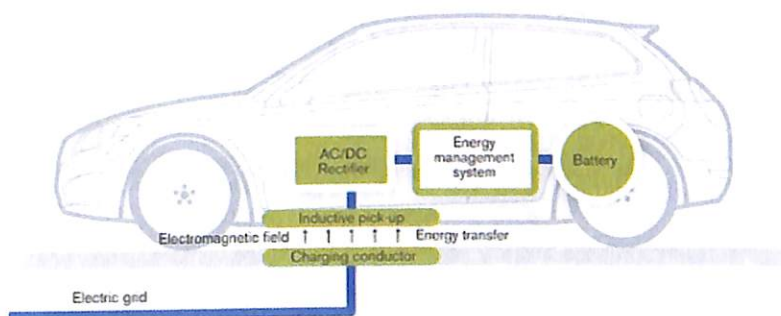 AC/DC
Rectifier
Energy
management
system
Battery
Inductive pick-up
Electromagnetic field
Energy transfer
Charging conductor
Electric grid